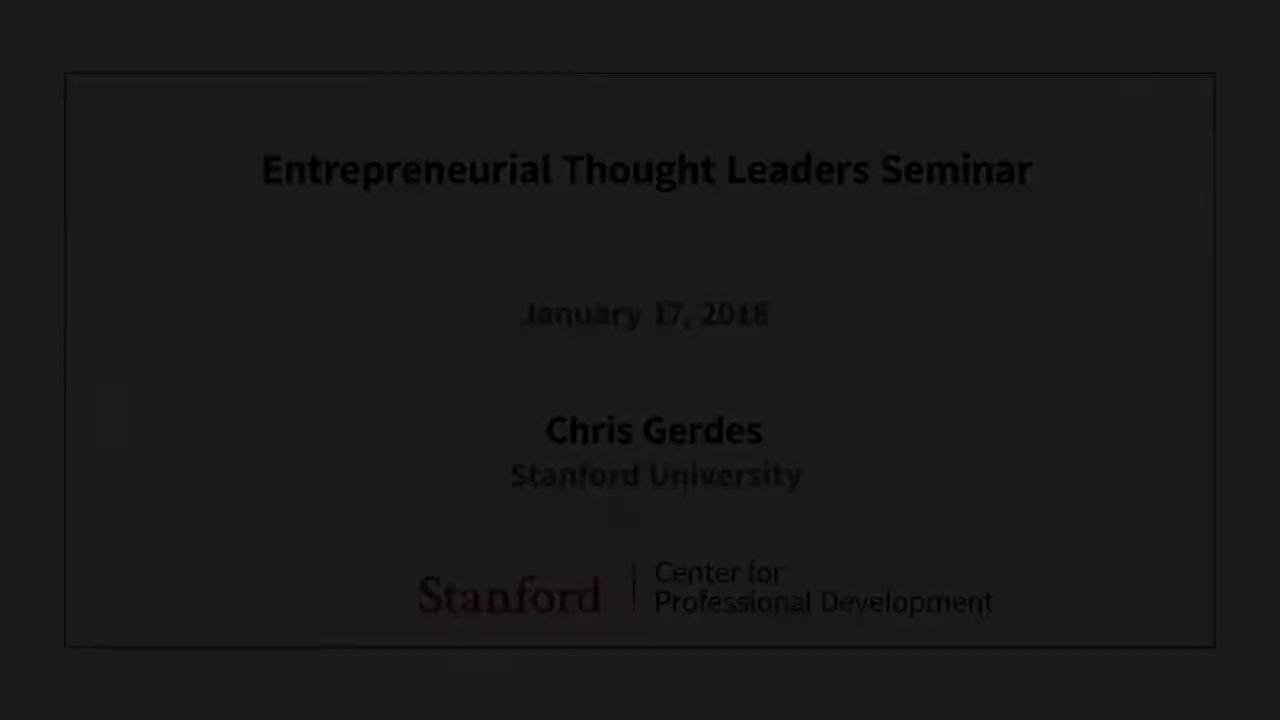 Entrepreneurial Thought Leaders Seminar
January 17, 2018
Chris Gerdes
Stanford University
Stanford
Center for
Professional Development